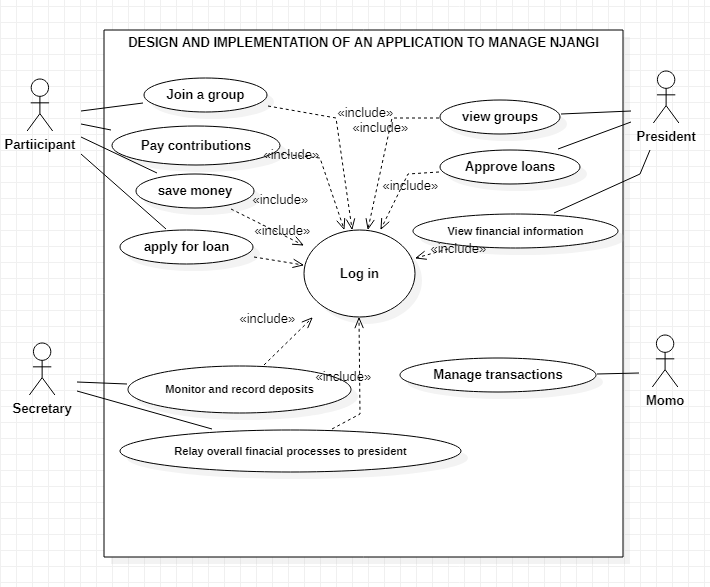 DESIGN AND IMPLEMENTATION OF AN APPLICATION TO MANAGE NJANGI
Join a group
«include»
view groups
«include»
Partiicipant
President
Pay contributions
«include»
Approve loans
save money
«include»
«include»
apply for loan
«include»
View financial information
«include»
Log in
«include»
Monitor and record deposits
«include»
Manage transactions
Secretary
Momo
Relay overall finacial processes to president